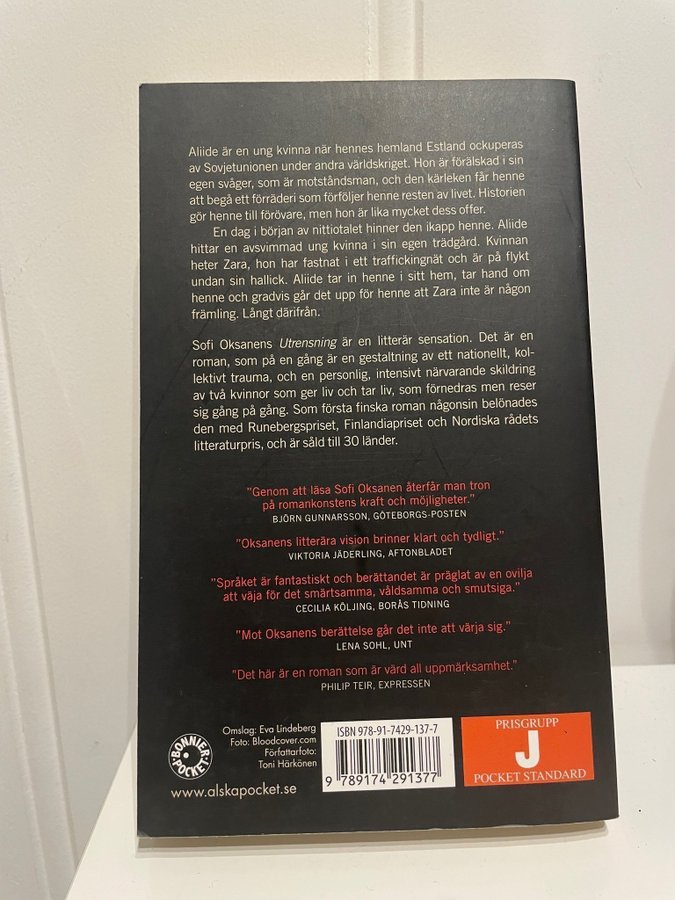 Aliide är en ung kvinna när hennes hemland Estland ockuperas
av Sovjetunionen under andra världskriget. Hon är förälskad i sin
egen svåger, som är motståndsman, och den kärleken får henne
att begå ett förräderi som förföljer henne resten av livet. Historien
gör henne till förövare, men hon är lika mycket dess offer.
En dag i början av nittiotalet hinner den ikapp henne. Aliide
hittar en avsvimmad ung kvinna i sin egen trädgård. Kvinnan
heter Zara, hon har fastnat i ett traffickingnät och är på flykt
undan sin hallick. Aliide tar in henne i sitt hem, tar hand om
henne och gradvis går det upp för henne att Zara inte är någon
främling. Långt därifrån.
Sofi Oksanens Utrensning är en litterär sensation. Det är en
roman, som på en gång är en gestaltning av ett nationellt, kol-
lektivt trauma, och en personlig, intensivt närvarande skildring
av två kvinnor som ger liv och tar liv, som förnedras men reser
sig gång på gång. Som första finska roman någonsin belönades
den med Runebergspriset, Finlandiapriset och Nordiska rådets
litteraturpris, och är såld till 30 länder.
"Genom att läsa Sofi Oksanen återfår man tron
på romankonstens kraft och möjligheter."
BJÖRN GUNNARSSON, GÖTEBORGS-POSTEN
"Oksanens litterära vision brinner klart och tydligt."
VIKTORIA JÄDERLING, AFTONBLADET
"Språket är fantastiskt och berättandet är präglat av en ovilja
att väja för det smärtsamma, våldsamma och smutsiga."
CECILIA KÖLJING, BORÅS TIDNING
"Mot Oksanens berättelse går det inte att värja sig."
LENA SOHL, UNT
"Det här är en roman som är värd all uppmärksamhet."
PHILIP TEIR, EXPRESSEN
BONNIER POCKET
Omslag: Eva Lindeberg
Foto: Bloodcover.com
Författarfoto:
Toni Härkönen
www.alskapocket.se
ISBN 978-91-7429-137-7
9 789174 291377
PRISGRUPP
J
POCKET STANDARD